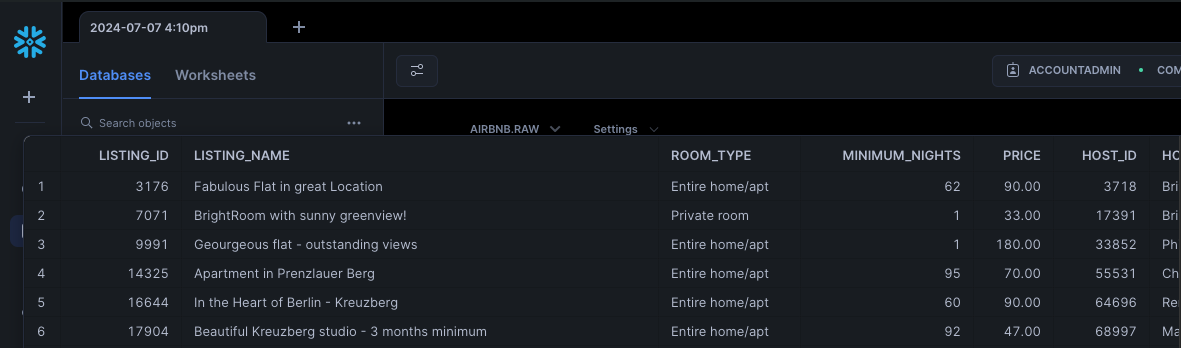 2024-07-07 4:10pm +
Databases Worksheets
ACCOUNTADMIN • COM
Search objects ...
AIRBNB.RAW Settings
LISTING_ID LISTING_NAME ROOM_TYPE MINIMUM_NIGHTS PRICE HOST_ID HO
1 3176 Fabulous Flat in great Location Entire home/apt 62 90.00 3718 Bri
2 7071 BrightRoom with sunny greenview! Private room 1 33.00 17391 Bri
3 9991 Geourgeous flat - outstanding views Entire home/apt 1 180.00 33852 Ph
4 14325 Apartment in Prenzlauer Berg Entire home/apt 95 70.00 55531 Ch
5 16644 In the Heart of Berlin - Kreuzberg Entire home/apt 60 90.00 64696 Re
6 17904 Beautiful Kreuzberg studio - 3 months minimum Entire home/apt 92 47.00 68997 Ma